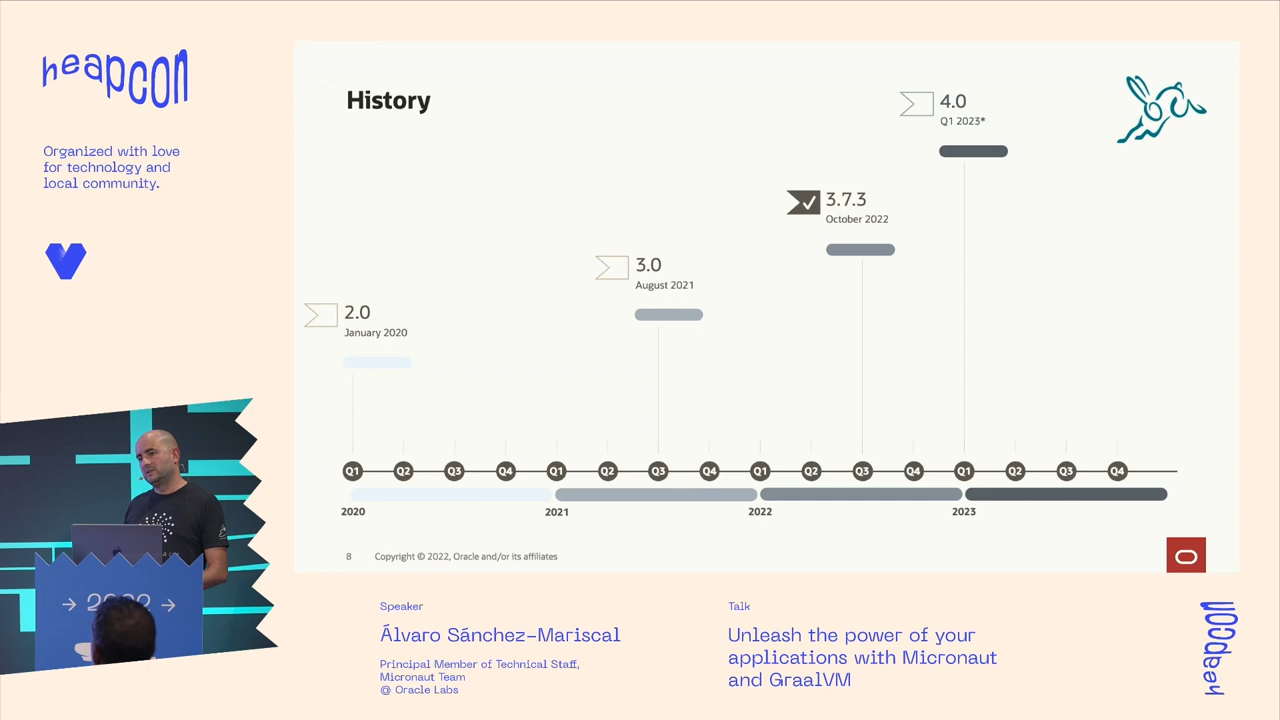 heapcon
Organized with love
for technology and
local community.
History
4.0
Q1 2023*
3.7.3
October 2022
3.0
August 2021
2.0
January 2020
Q1 Q2 Q3 Q4 Q1 Q2 Q3 Q4 Q1 Q2 Q3 Q4 Q1 Q2 Q3 Q4
2020 2021 2022 2023
8 Copyright © 2022, Oracle and/or its affiliates
→ 2022 →
Speaker
Álvaro Sánchez-Mariscal
Principal Member of Technical Staff,
Micronaut Team
@ Oracle Labs
Talk
Unleash the power of your
applications with Micronaut
and GraalVM
heapcon